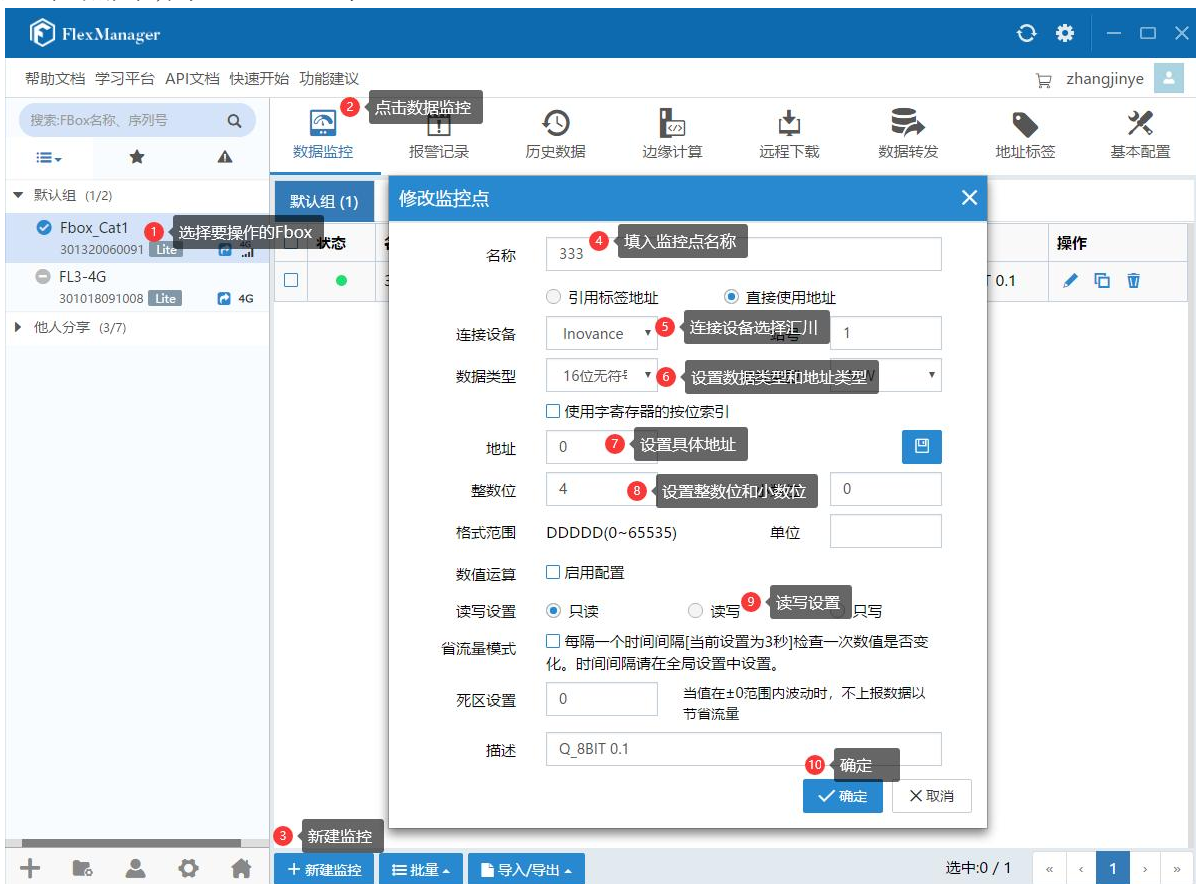 FlexManager
帮助文档 学习平台 API文档 快速开始 功能建议
zhangjinye
搜索:FBox名称、序列号
2 点击数据监控
数据监控 报警记录 历史数据 边缘计算 远程下载 数据转发 地址标签 基本配置
默认组 (1/2)
Fbox_Cat1
301320060091 Lite 4G
1 选择要操作的Fbox
FL3-4G
301018091008 Lite 4G
他人分享 (3/7)
默认组 (1)
状态
操作
0.1
修改监控点
名称 333
4 填入监控点名称
引用标签地址 直接使用地址
连接设备 Inovance
5 连接设备选择汇川
1
数据类型 16位无符
6 设置数据类型和地址类型
使用字寄存器的按位索引
地址 0
7 设置具体地址
整数位 4
8 设置整数位和小数位
0
格式范围 DDDDD(0~65535) 单位
数值运算 启用配置
读写设置 只读 读写 只写
9 读写设置
省流量模式 每隔一个时间间隔[当前设置为3秒]检查一次数值是否变
化。时间间隔请在全局设置中设置。
死区设置 0 当值在±0范围内波动时，不上报数据以
节省流量
描述 Q_8BIT 0.1
10 确定
确定 取消
3 新建监控
新建监控 批量 导入/导出
选中:0 / 1 « ‹ 1 › »